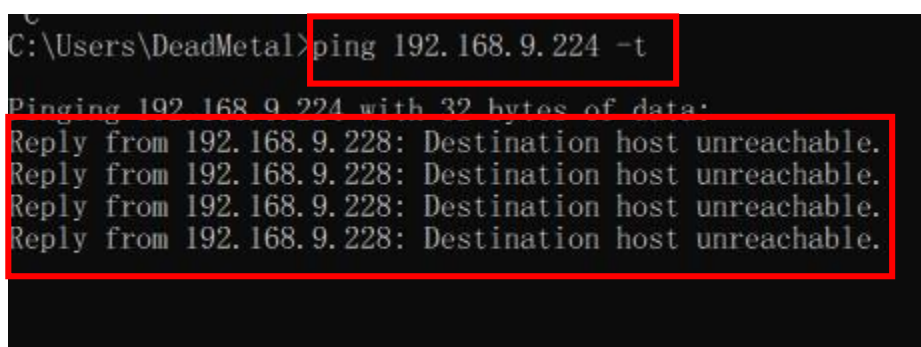 C:\Users\DeadMetal>ping 192.168.9.224 -t
Pinging 192.168.9.224 with 32 bytes of data:
Reply from 192.168.9.228: Destination host unreachable.
Reply from 192.168.9.228: Destination host unreachable.
Reply from 192.168.9.228: Destination host unreachable.
Reply from 192.168.9.228: Destination host unreachable.